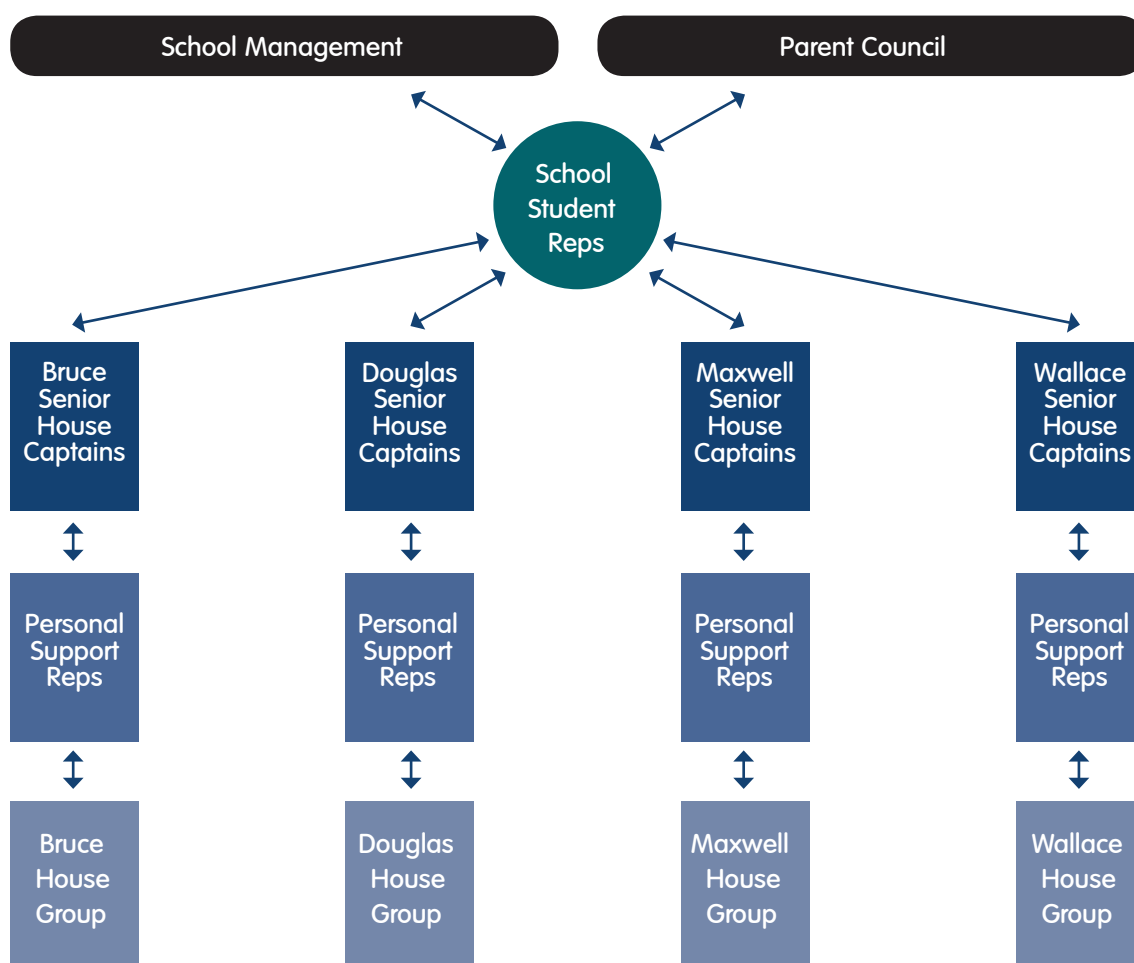 School Management
Parent Council
School
Student
Reps
Bruce
Senior
House
Captains
Douglas
Senior
House
Captains
Maxwell
Senior
House
Captains
Wallace
Senior
House
Captains
Personal
Support
Reps
Personal
Support
Reps
Personal
Support
Reps
Personal
Support
Reps
Bruce
House
Group
Douglas
House
Group
Maxwell
House
Group
Wallace
House
Group